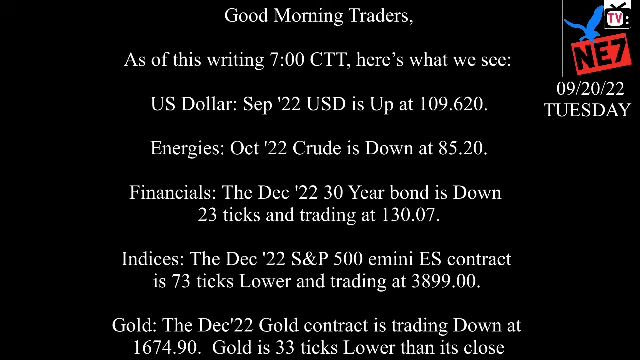 Good Morning Traders,
As of this writing 7:00 CTT, here's what we see:
US Dollar: Sep '22 USD is Up at 109.620.
Energies: Oct '22 Crude is Down at 85.20.
Financials: The Dec '22 30 Year bond is Down
23 ticks and trading at 130.07.
Indices: The Dec '22 S&P 500 emini ES contract
is 73 ticks Lower and trading at 3899.00.
Gold: The Dec'22 Gold contract is trading Down at
1674.90.  Gold is 33 ticks Lower than its close
TV
NE7
09/20/22
TUESDAY